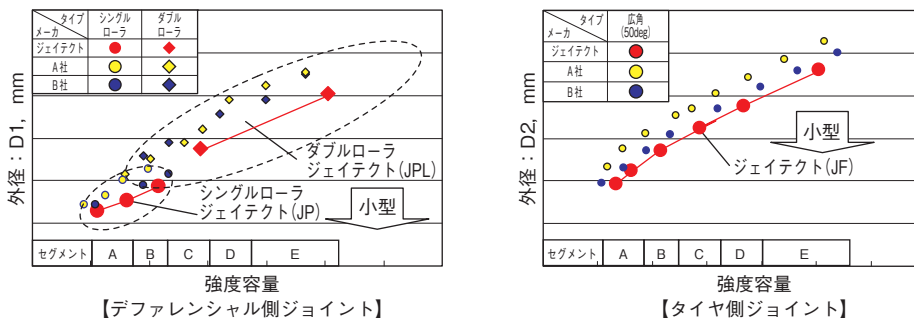 タイプ
メーカ
シングル
ローラ
ダブル
ローラ
ジェイテクト
A社
B社
外径：D1, mm
ダブルローラ
ジェイテクト(JPL)
シングルローラ
ジェイテクト(JP)
小型
セグメント A B C D E
強度容量
【デファレンシャル側ジョイント】
タイプ
メーカ
広角
(50deg)
ジェイテクト
A社
B社
外径：D2, mm
小型
ジェイテクト(JF)
セグメント A B C D E
強度容量
【タイヤ側ジョイント】